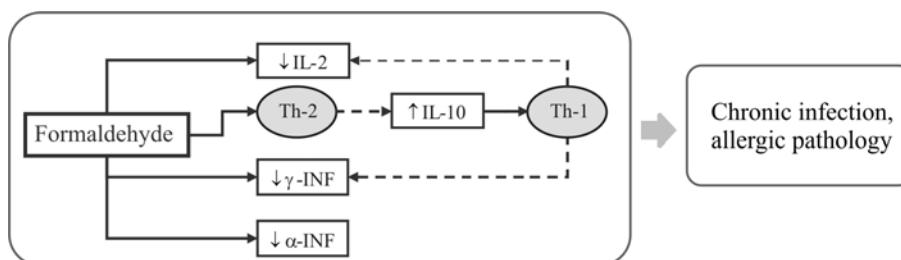 ↓IL-2
Formaldehyde
Th-2
↑IL-10
Th-1
↓γ-INF
↓α-INF
Chronic infection,
allergic pathology